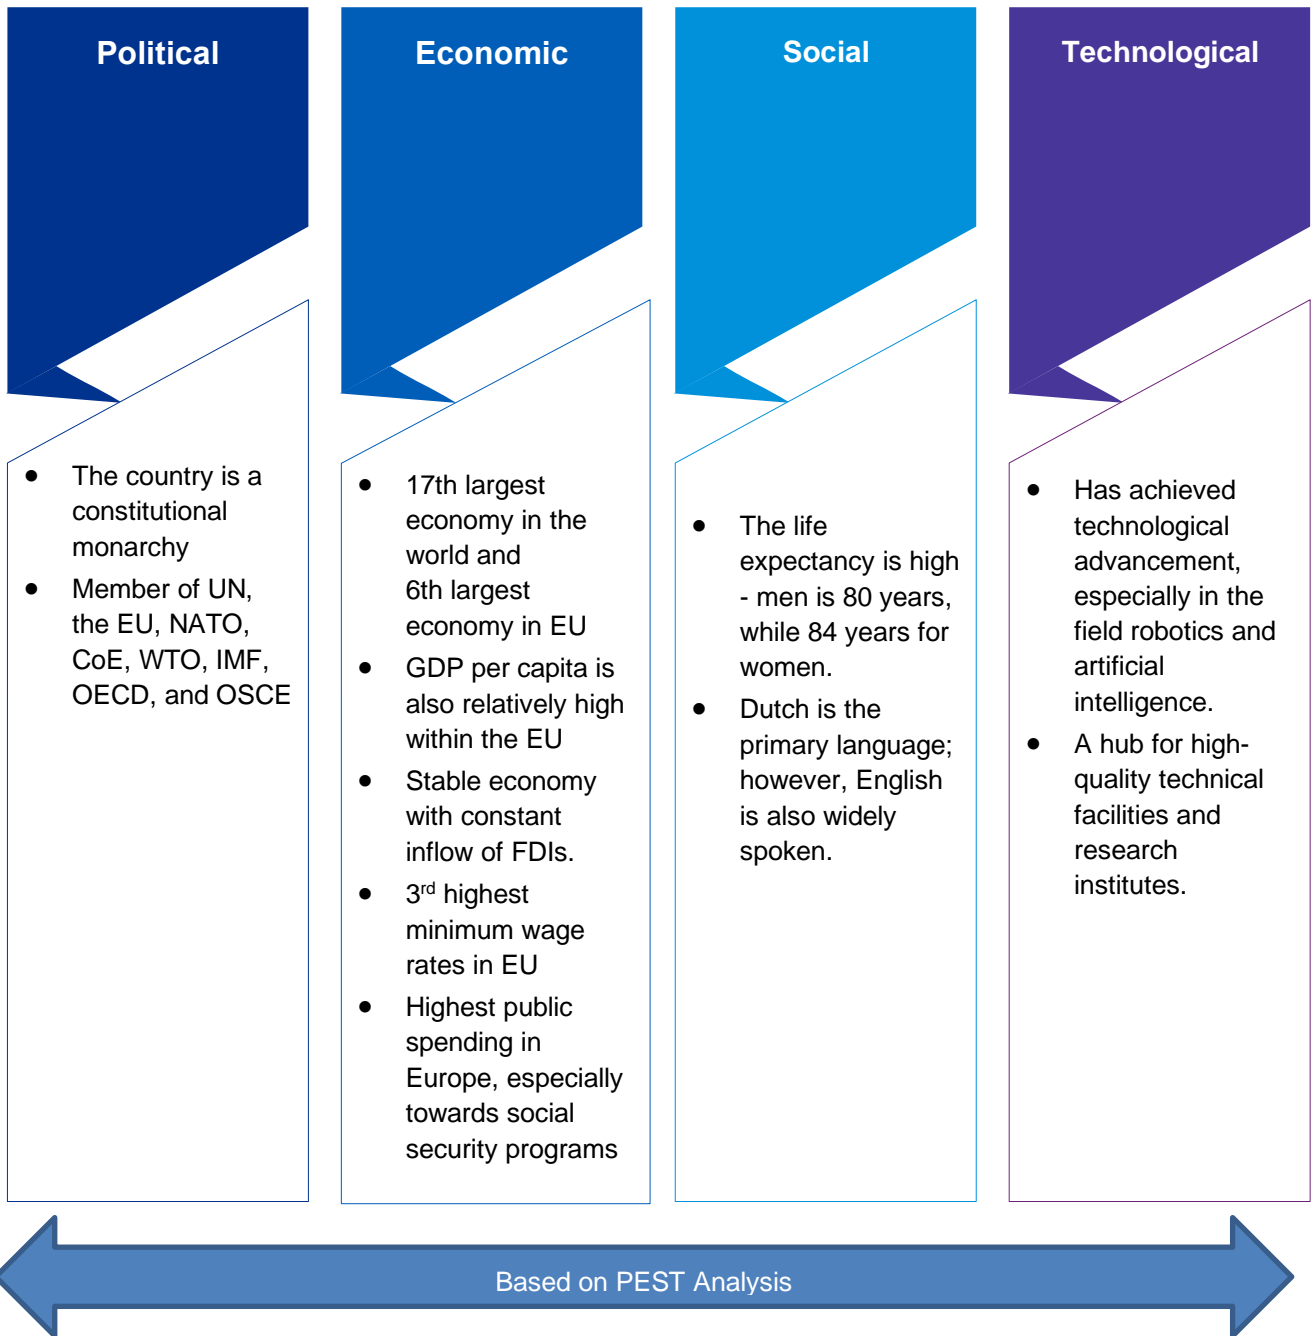 Political
● The country is a
constitutional
monarchy
● Member of UN,
the EU, NATO,
CoE, WTO, IMF,
OECD, and OSCE
Economic
● 17th largest
economy in the
world and
6th largest
economy in EU
● GDP per capita is
also relatively high
within the EU
● Stable economy
with constant
inflow of FDIs.
● 3rd highest
minimum wage
rates in EU
● Highest public
spending in
Europe, especially
towards social
security programs
Social
● The life
expectancy is high
- men is 80 years,
while 84 years for
women.
● Dutch is the
primary language;
however, English
is also widely
spoken.
Technological
● Has achieved
technological
advancement,
especially in the
field robotics and
artificial
intelligence.
● A hub for high-
quality technical
facilities and
research
institutes.
Based on PEST Analysis